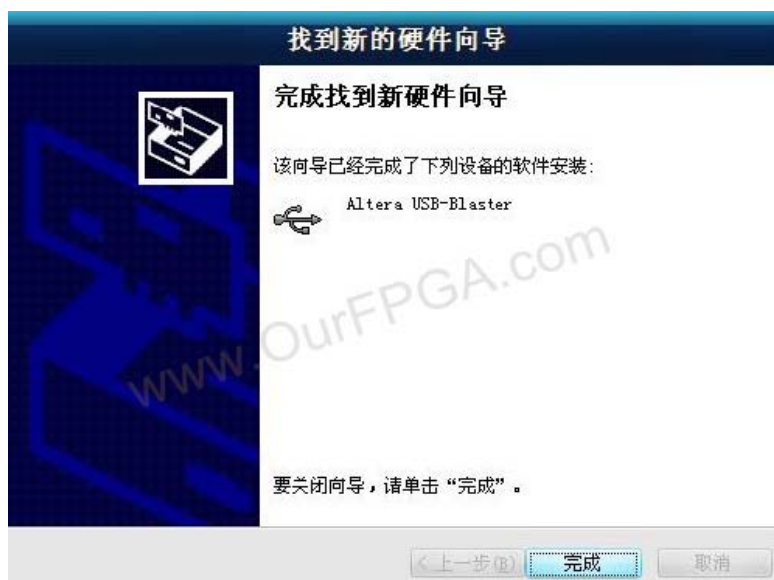 找到新的硬件向导
完成找到新硬件向导
该向导已经完成了下列设备的软件安装:
Altera USB-Blaster
www.OurFPGA.com
要关闭向导，请单击“完成”。
<上一步(B) 完成 取消